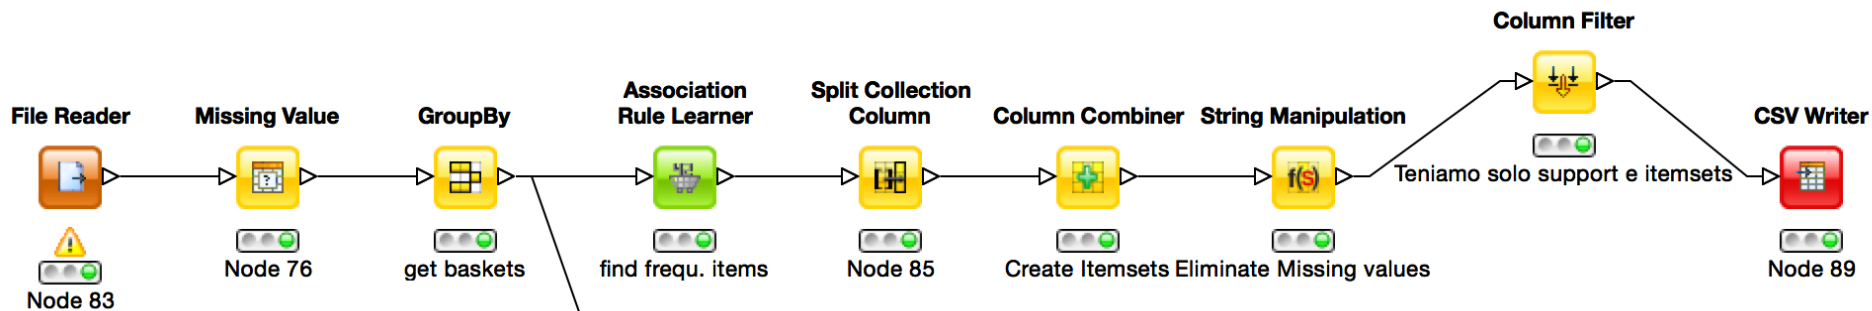 Column Filter
Association
Rule Learner
Split Collection
Column
File Reader
Missing Value
GroupBy
Column Combiner
String Manipulation
CSV Writer
?
f(s)
Teniamo solo support e itemsets
Node 83
Node 76
get baskets
find frequ. items
Node 85
Create Itemsets
Eliminate Missing values
Node 89